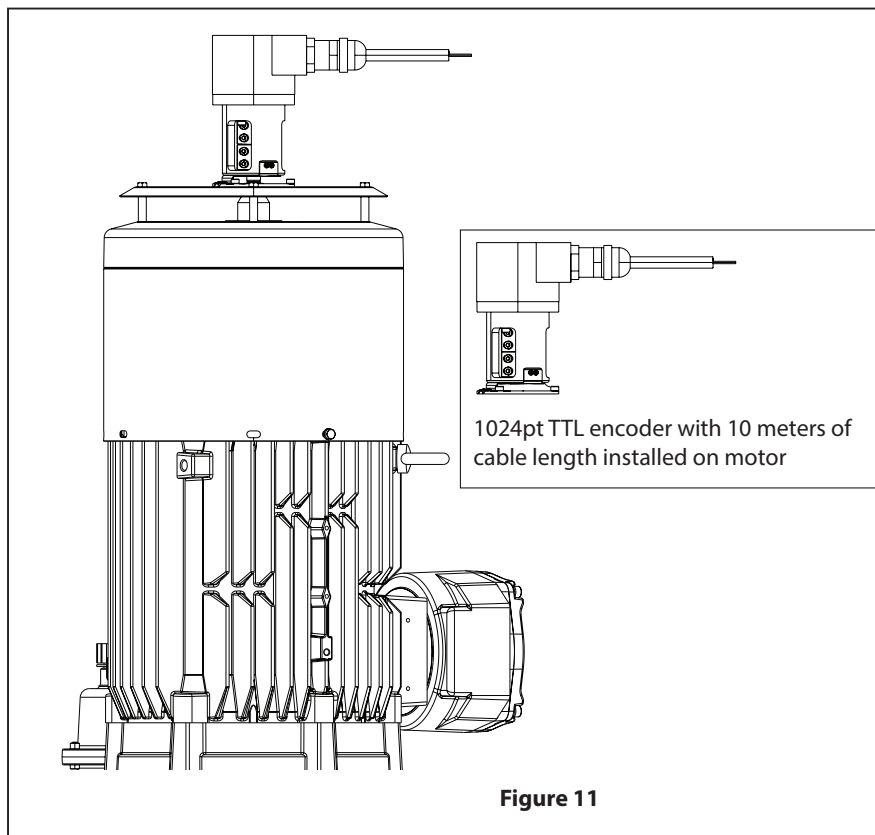 1024pt TTL encoder with 10 meters of
cable length installed on motor
Figure 11